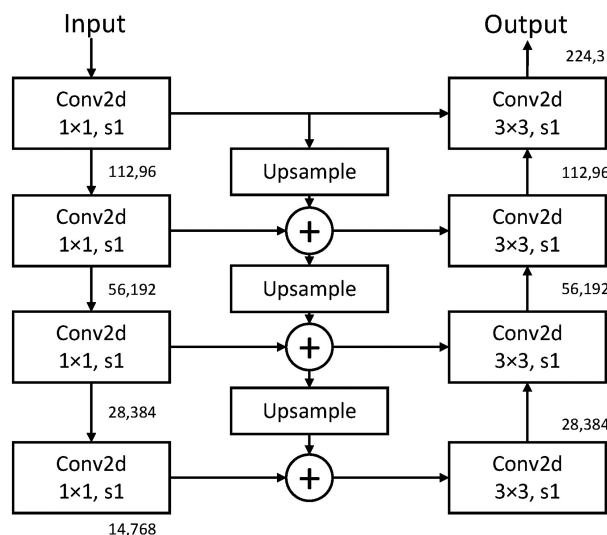 Input
Output
224,3
Conv2d
1×1, s1
Conv2d
3×3, s1
112,96
Upsample
112,96
Conv2d
1×1, s1
+
Conv2d
3×3, s1
56,192
Upsample
56,192
Conv2d
1×1, s1
+
Conv2d
3×3, s1
28,384
Upsample
28,384
Conv2d
1×1, s1
+
Conv2d
3×3, s1
14,768